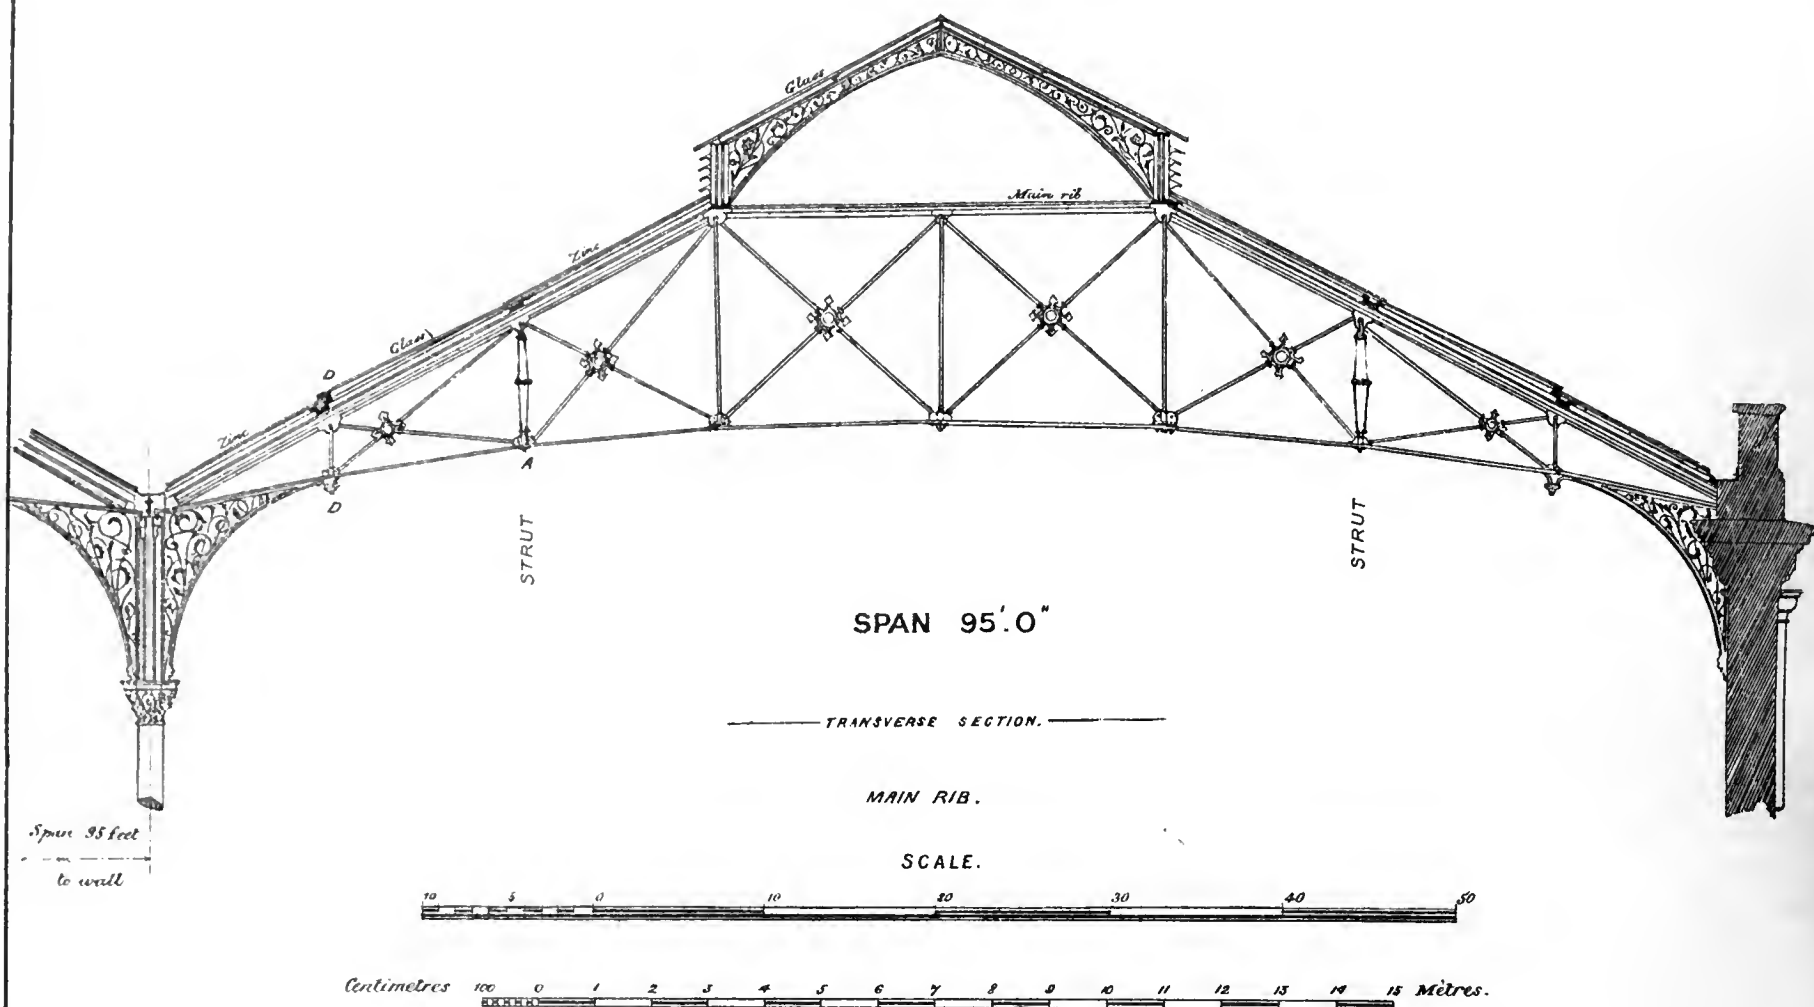 Glass
Main rib
Zinc
Glass
D
Zinc
A
D
STRUT
STRUT
SPAN 95'.0"
TRANSVERSE SECTION.
MAIN RIB.
Span 95 feet
to wall
SCALE.
10 5 0 10 20 30 40 50
Centimetres 100 0 1 2 3 4 5 6 7 8 9 10 11 12 13 14 15 Mètres.